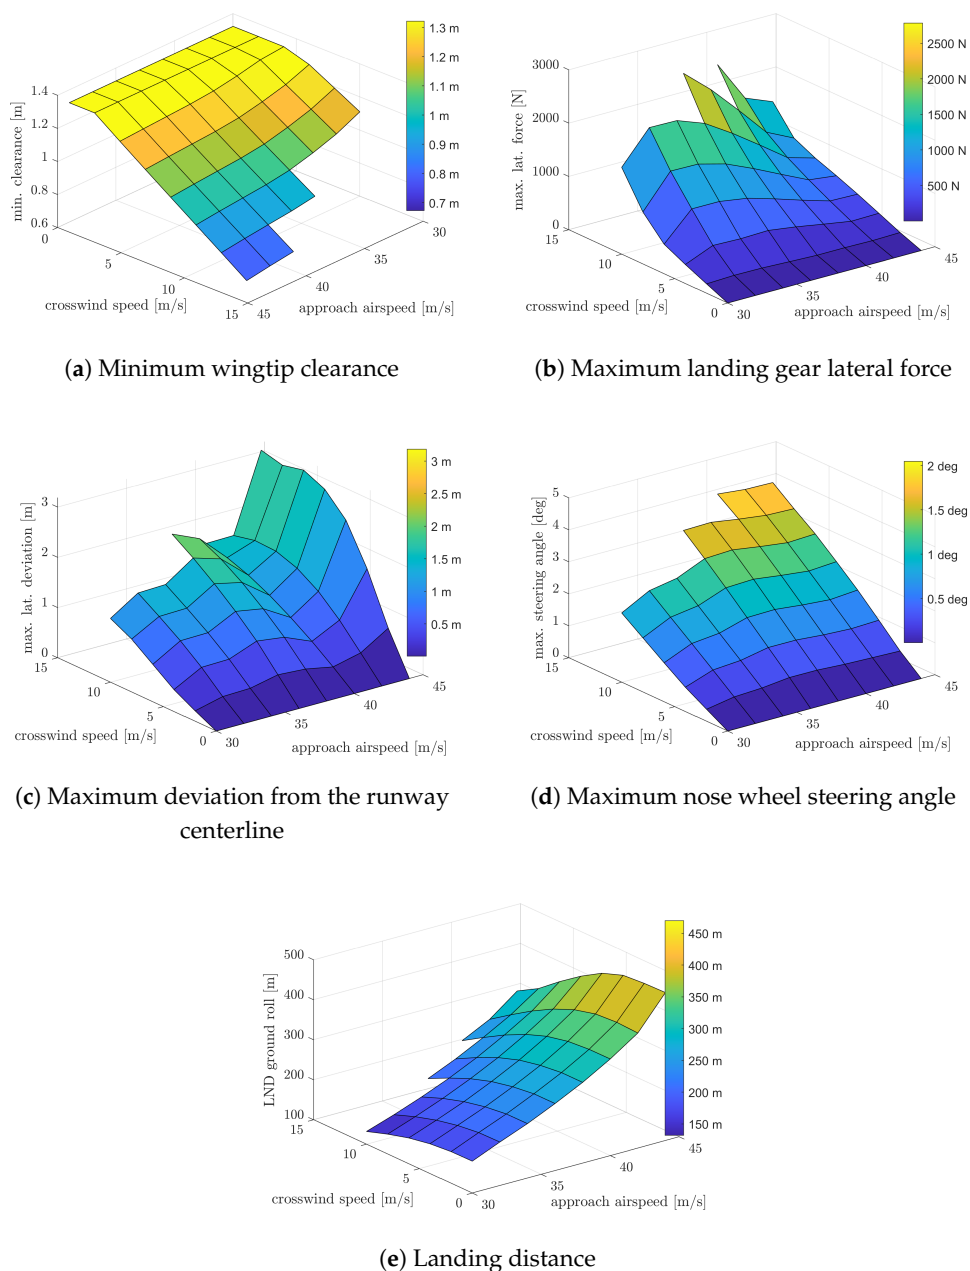 1.4
1.2
1
0.8
0.6
min. clearance [m]
0
5
10
15
crosswind speed [m/s]
45
40
35
30
approach airspeed [m/s]
1.3 m
1.2 m
1.1 m
1 m
0.9 m
0.8 m
0.7 m
(a) Minimum wingtip clearance
3000
2000
1000
0
max. lat. force [N]
15
10
5
0
crosswind speed [m/s]
30
35
40
45
approach airspeed [m/s]
2500 N
2000 N
1500 N
1000 N
500 N
(b) Maximum landing gear lateral force
3
2
1
0
max. lat. deviation [m]
15
10
5
0
crosswind speed [m/s]
30
35
40
45
approach airspeed [m/s]
3 m
2.5 m
2 m
1.5 m
1 m
0.5 m
(c) Maximum deviation from the runway
centerline
5
4
3
2
1
0
max. steering angle [deg]
15
10
5
0
crosswind speed [m/s]
30
35
40
45
approach airspeed [m/s]
2 deg
1.5 deg
1 deg
0.5 deg
(d) Maximum nose wheel steering angle
500
400
300
200
100
LND ground roll [m]
15
10
5
0
crosswind speed [m/s]
30
35
40
45
approach airspeed [m/s]
450 m
400 m
350 m
300 m
250 m
200 m
150 m
(e) Landing distance